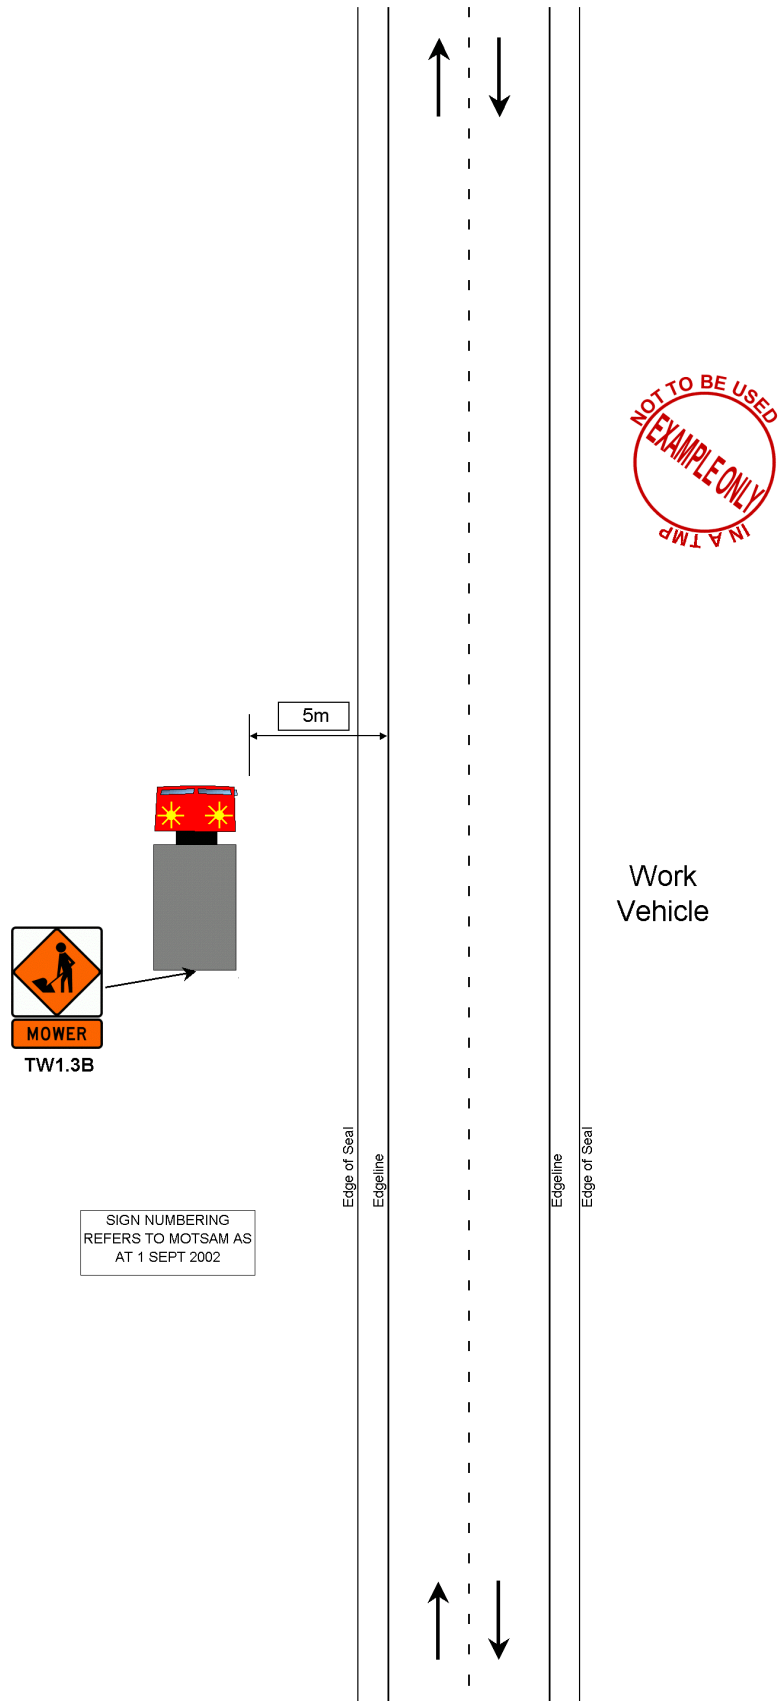 NOT TO BE USED
EXAMPLE ONLY
IN A TMP
5m
Work
Vehicle
MOWER
TW1.3B
Edge of Seal
Edgeline
Edgeline
Edge of Seal
SIGN NUMBERING
REFERS TO MOTSAM AS
AT 1 SEPT 2002